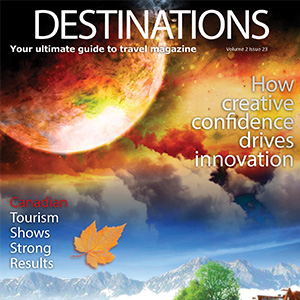 DESTINATIONS
Your ultimate guide to travel magazine
Volume 2 Issue 23
How
creative
confidence
drives
innovation
Canadian
Tourism
Shows
Strong
Results